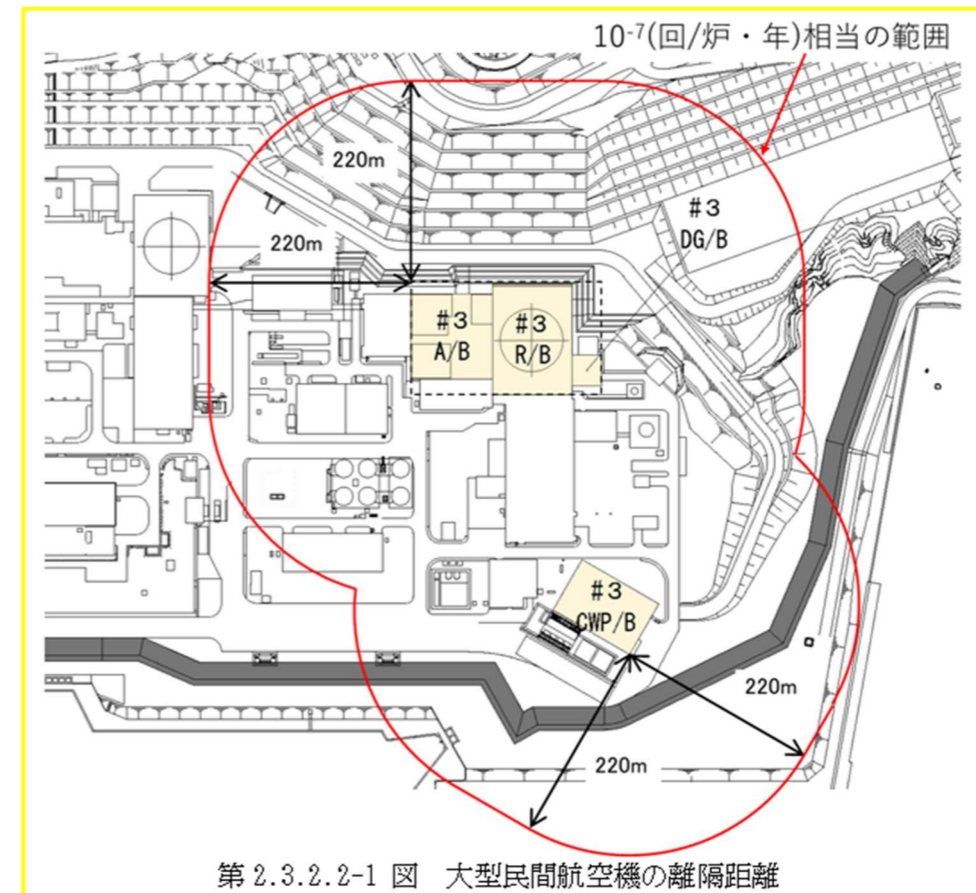 10⁻⁷(回/炉・年)相当の範囲
220m
220m
#3
DG/B
#3
A/B
#3
R/B
#3
CWP/B
220m
220m
第 2.3.2.2-1 図　大型民間航空機の離隔距離